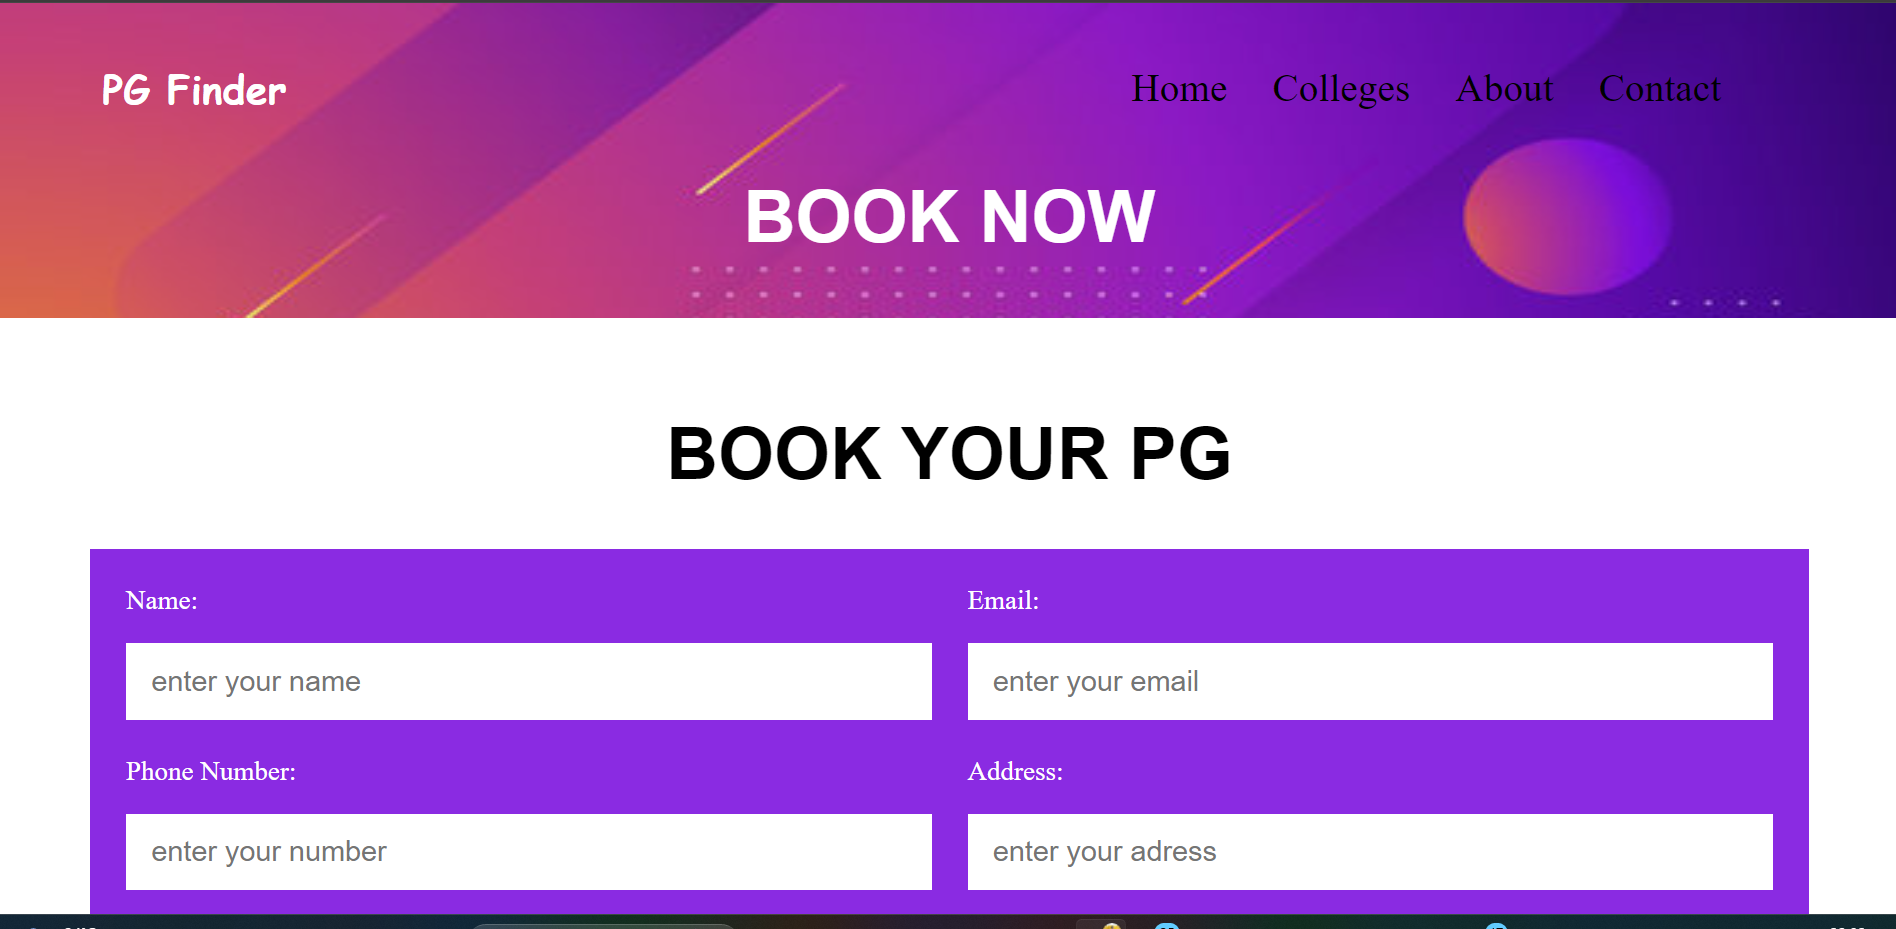 PG Finder Home Colleges About Contact
BOOK NOW
BOOK YOUR PG
Name: Email:
enter your name enter your email
Phone Number: Address:
enter your number enter your adress